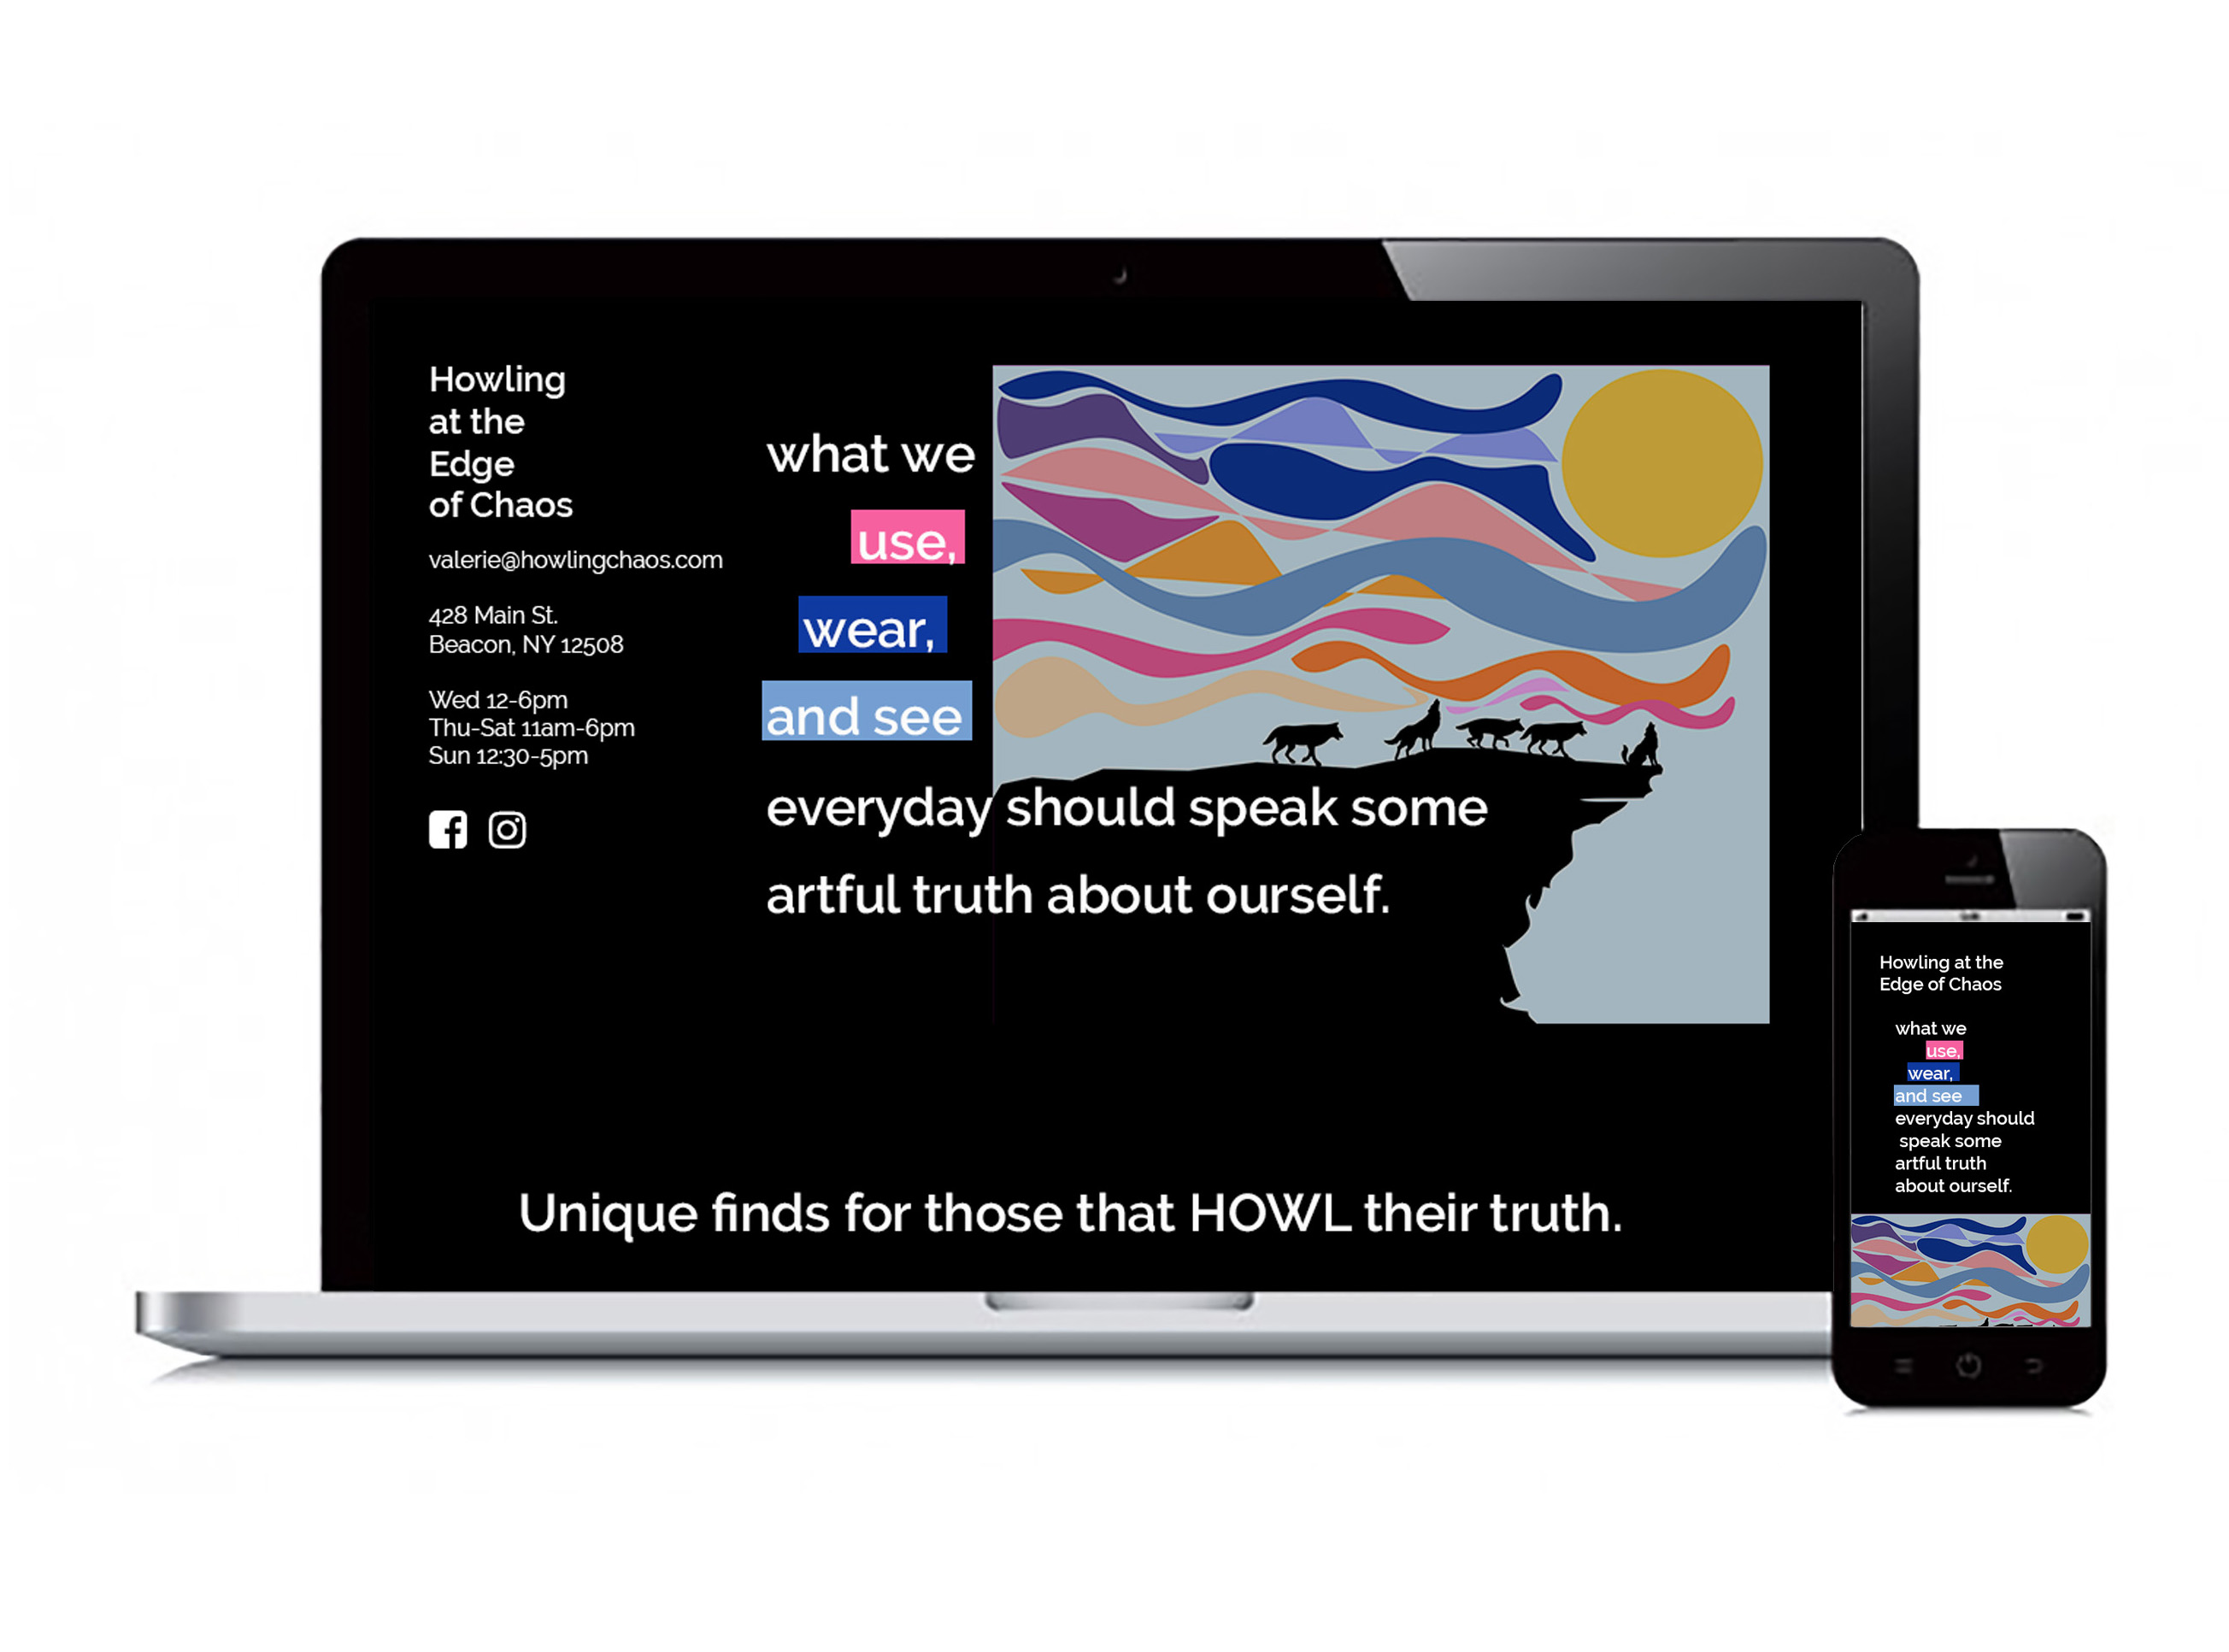 Howling
at the
Edge
of Chaos
valerie@howlingchaos.com
428 Main St.
Beacon, NY 12508
Wed 12-6pm
Thu-Sat 11am-6pm
Sun 12:30-5pm
what we
use,
wear,
and see
everyday should speak some
artful truth about ourself.
Unique finds for those that HOWL their truth.
Howling at the
Edge of Chaos
what we
use,
wear,
and see
everyday should
speak some
artful truth
about ourself.